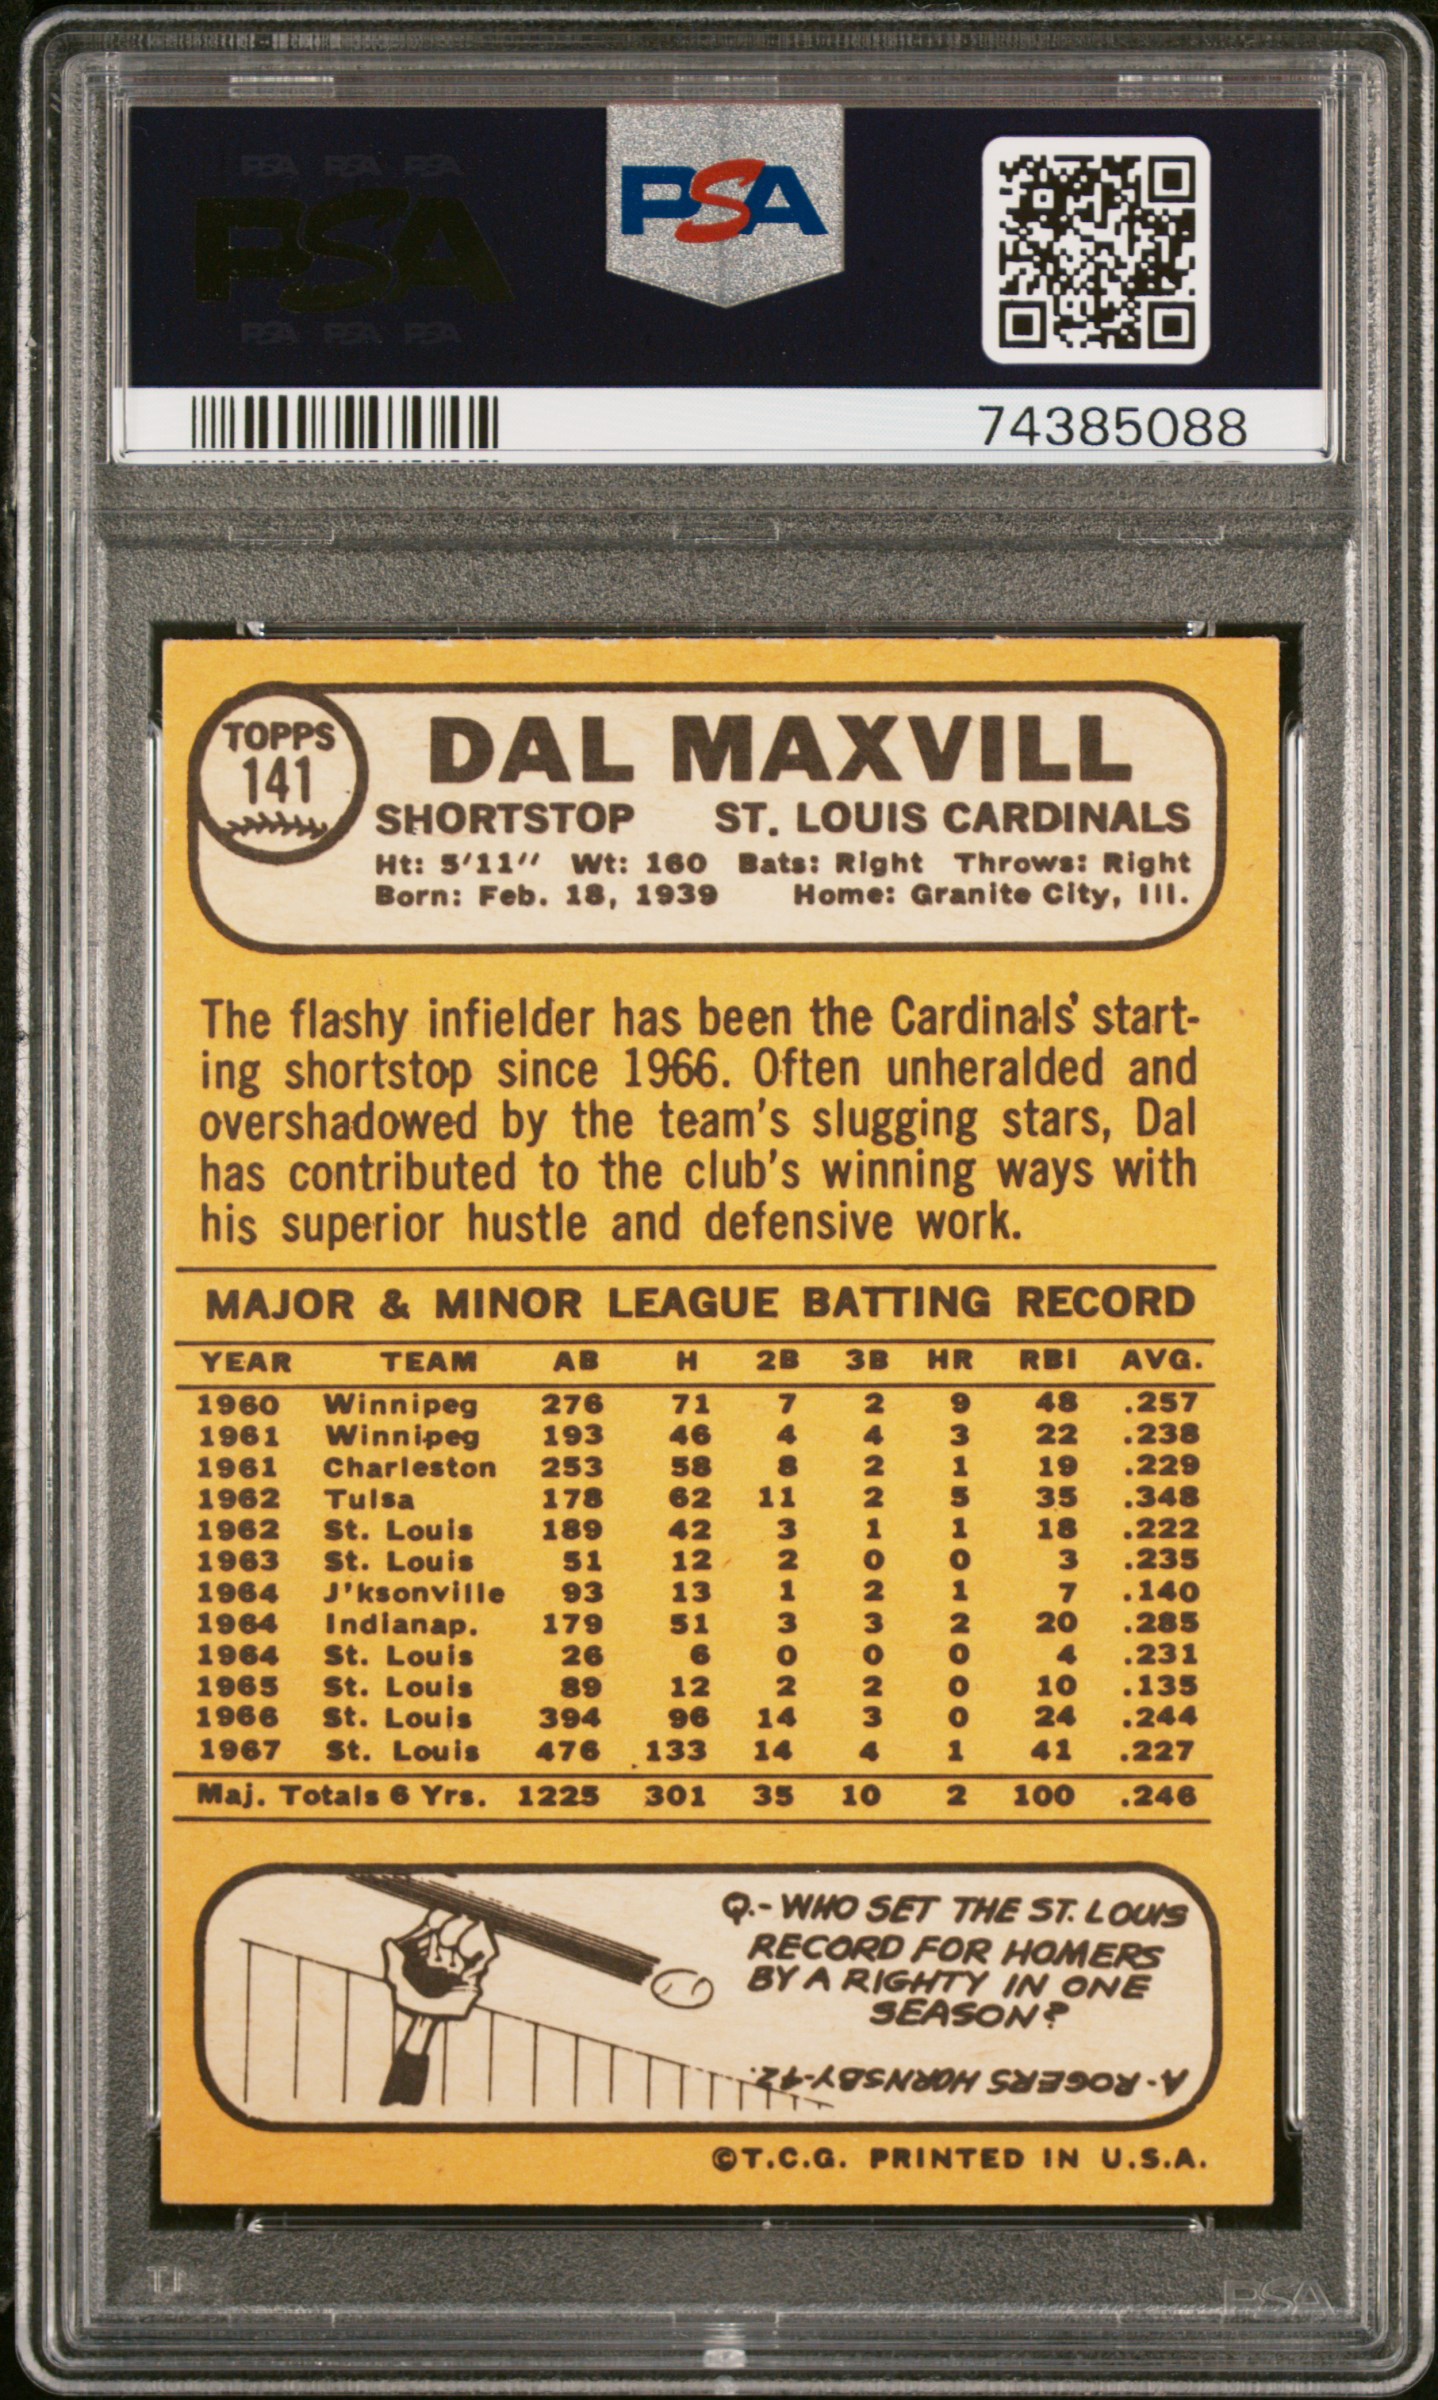 PSA PSA PSA
PSA
PSA PSA PSA
PSA
74385088
TOPPS
141
DAL MAXVILL
SHORTSTOP ST. LOUIS CARDINALS
Ht: 5'11" Wt: 160 Bats: Right Throws: Right
Born: Feb. 18, 1939 Home: Granite City, Ill.
The flashy infielder has been the Cardinals' start-
ing shortstop since 1966. Often unheralded and
overshadowed by the team's slugging stars, Dal
has contributed to the club's winning ways with
his superior hustle and defensive work.
MAJOR & MINOR LEAGUE BATTING RECORD
YEAR TEAM AB H 2B 3B HR RBI AVG.
1960 Winnipeg 276 71 7 2 9 48 .257
1961 Winnipeg 193 46 4 4 3 22 .238
1961 Charleston 253 58 8 2 1 19 .229
1962 Tulsa 178 62 11 2 5 35 .348
1962 St. Louis 189 42 3 1 1 18 .222
1963 St. Louis 51 12 2 0 0 3 .235
1964 J'ksonville 93 13 1 2 1 7 .140
1964 Indianap. 179 51 3 3 2 20 .285
1964 St. Louis 26 6 0 0 0 4 .231
1965 St. Louis 89 12 2 2 0 10 .135
1966 St. Louis 394 96 14 3 0 24 .244
1967 St. Louis 476 133 14 4 1 41 .227
Maj. Totals 6 Yrs. 1225 301 35 10 2 100 .246
Q.- WHO SET THE ST. LOUIS
RECORD FOR HOMERS
BY A RIGHTY IN ONE
SEASON?
A-ROGERS HORNSBY-42.
©T.C.G. PRINTED IN U.S.A.
PSA